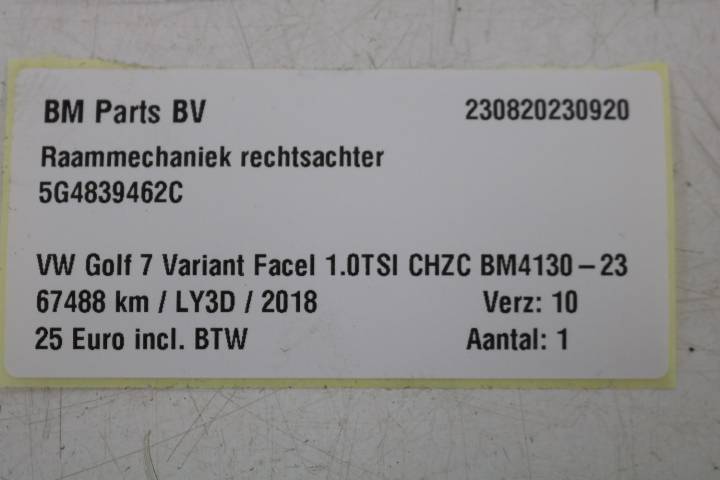 BM Parts BV 230820230920
Raammechaniek rechtsachter
5G4839462C
VW Golf 7 Variant Facel 1.0TSI CHZC BM4130-23
67488 km / LY3D / 2018 Verz: 10
25 Euro incl. BTW Aantal: 1